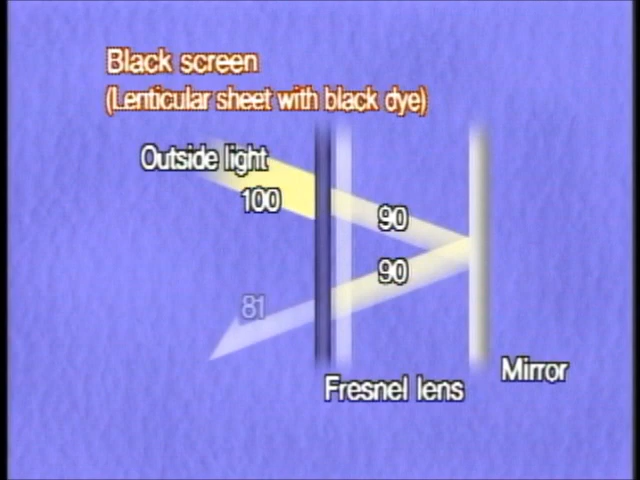 Black screen
(Lenticular sheet with black dye)
Outside light
100
90
90
81
Mirror
Fresnel lens